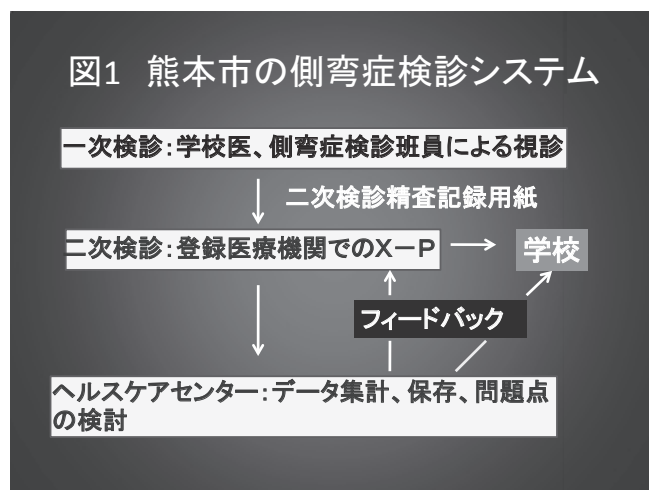 図1 熊本市の側弯症検診システム
一次検診：学校医、側弯症検診班員による視診
二次検診精査記録用紙
二次検診：登録医療機関でのX－P
学校
フィードバック
ヘルスケアセンター：データ集計、保存、問題点
の検討